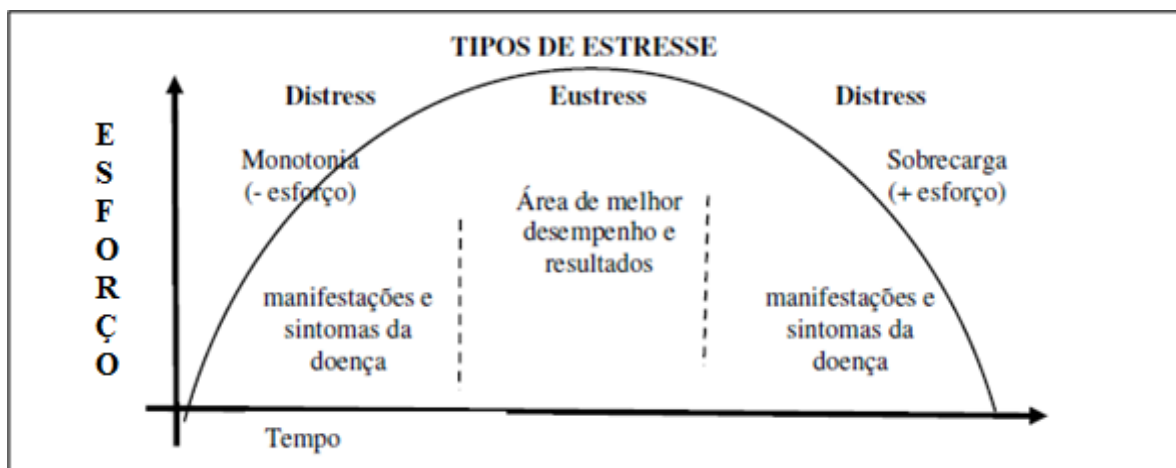 TIPOS DE ESTRESSE
Distress
Eustress
Distress
E
S
F
O
R
Ç
O
Monotonia
(- esforço)
Sobrecarga
(+ esforço)
Área de melhor
desempenho e
resultados
manifestações e
sintomas da
doença
manifestações e
sintomas da
doença
Tempo